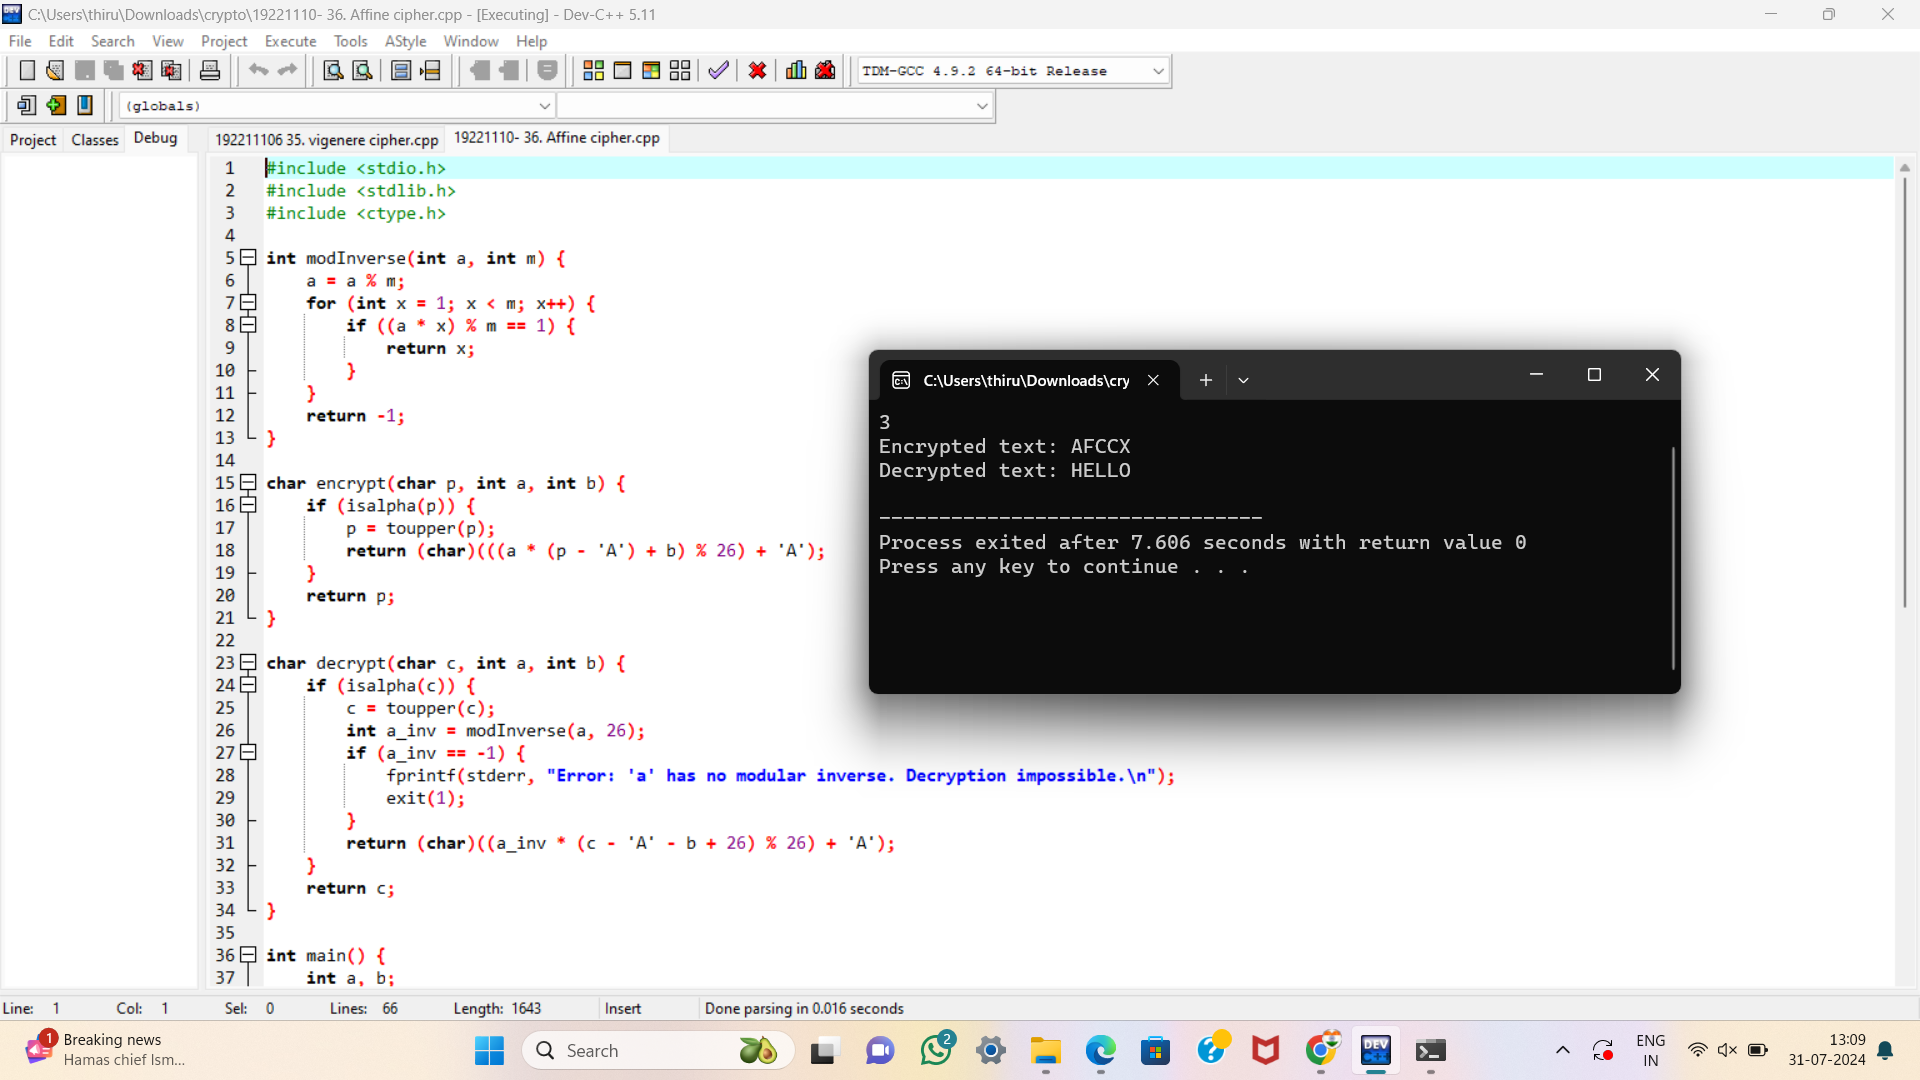 C:\Users\thiru\Downloads\crypto\19221110- 36. Affine cipher.cpp - [Executing] - Dev-C++ 5.11
File Edit Search View Project Execute Tools AStyle Window Help
TDM-GCC 4.9.2 64-bit Release
(globals)
Project Classes Debug
192211106 35. vigenere cipher.cpp 19221110- 36. Affine cipher.cpp
1 #include <stdio.h>
2 #include <stdlib.h>
3 #include <ctype.h>
4
5 int modInverse(int a, int m) {
6 a = a % m;
7 for (int x = 1; x < m; x++) {
8 if ((a * x) % m == 1) {
9 return x;
10 }
11 }
12 return -1;
13 }
14
15 char encrypt(char p, int a, int b) {
16 if (isalpha(p)) {
17 p = toupper(p);
18 return (char)(((a * (p - 'A') + b) % 26) + 'A');
19 }
20 return p;
21 }
22
23 char decrypt(char c, int a, int b) {
24 if (isalpha(c)) {
25 c = toupper(c);
26 int a_inv = modInverse(a, 26);
27 if (a_inv == -1) {
28 fprintf(stderr, "Error: 'a' has no modular inverse. Decryption impossible.\n");
29 exit(1);
30 }
31 return (char)((a_inv * (c - 'A' - b + 26) % 26) + 'A');
32 }
33 return c;
34 }
35
36 int main() {
37 int a, b;
C:\Users\thiru\Downloads\cry
3
Encrypted text: AFCCX
Decrypted text: HELLO
--------------------------------
Process exited after 7.606 seconds with return value 0
Press any key to continue . . .
Line: 1 Col: 1 Sel: 0 Lines: 66 Length: 1643 Insert Done parsing in 0.016 seconds
1
Breaking news
Hamas chief Ism...
Search
2
DEV C++
ENG
IN
13:09
31-07-2024